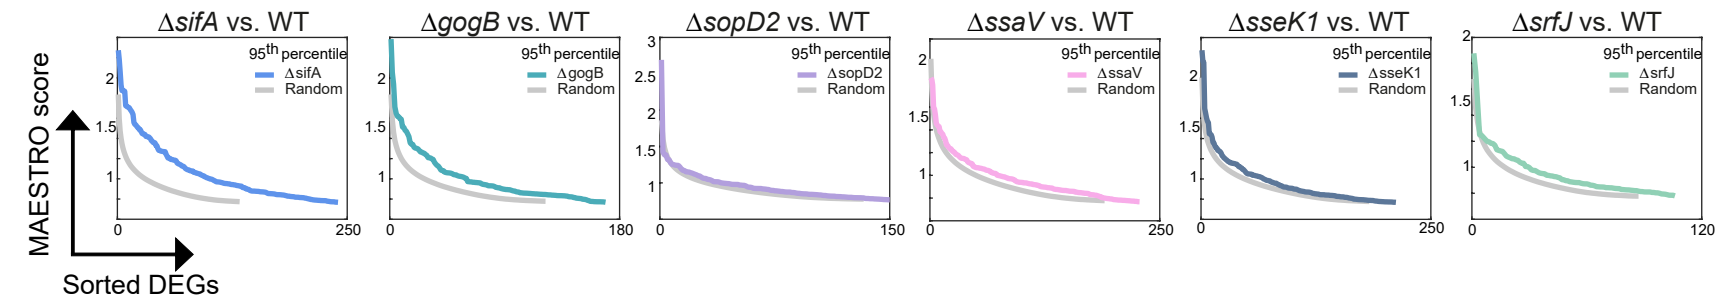 ΔsifA vs. WT
MAESTRO score
2
1.5
1
0
250
95th percentile
ΔsifA
Random
Sorted DEGs
ΔgogB vs. WT
2
1.5
1
0
180
95th percentile
ΔgogB
Random
ΔsopD2 vs. WT
3
2.5
2
1.5
1
0
150
95th percentile
ΔsopD2
Random
ΔssaV vs. WT
2
1.5
1
0
250
95th percentile
ΔssaV
Random
ΔsseK1 vs. WT
2
1.5
1
0
250
95th percentile
ΔsseK1
Random
ΔsrfJ vs. WT
2
1.5
1
0
120
95th percentile
ΔsrfJ
Random